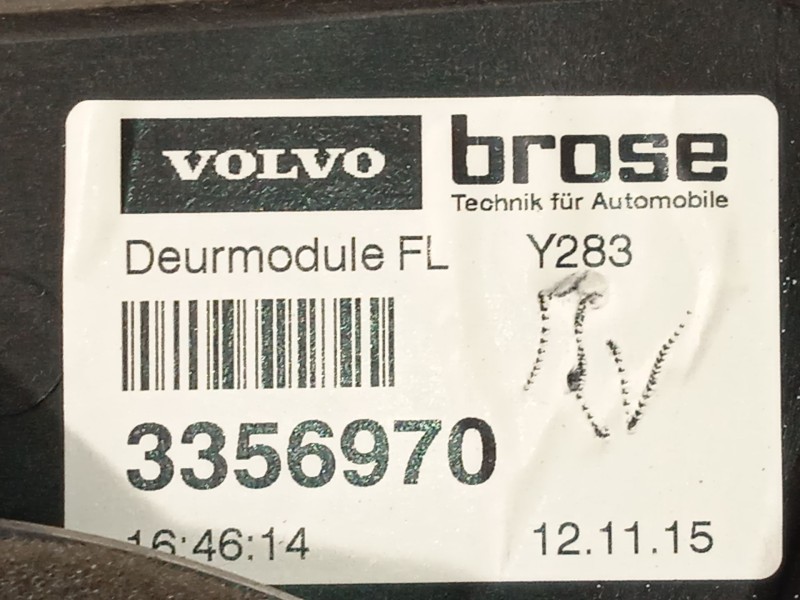 VOLVO brose
Technik für Automobile
Deurmodule FL Y283
3356970
16:46:14 12.11.15